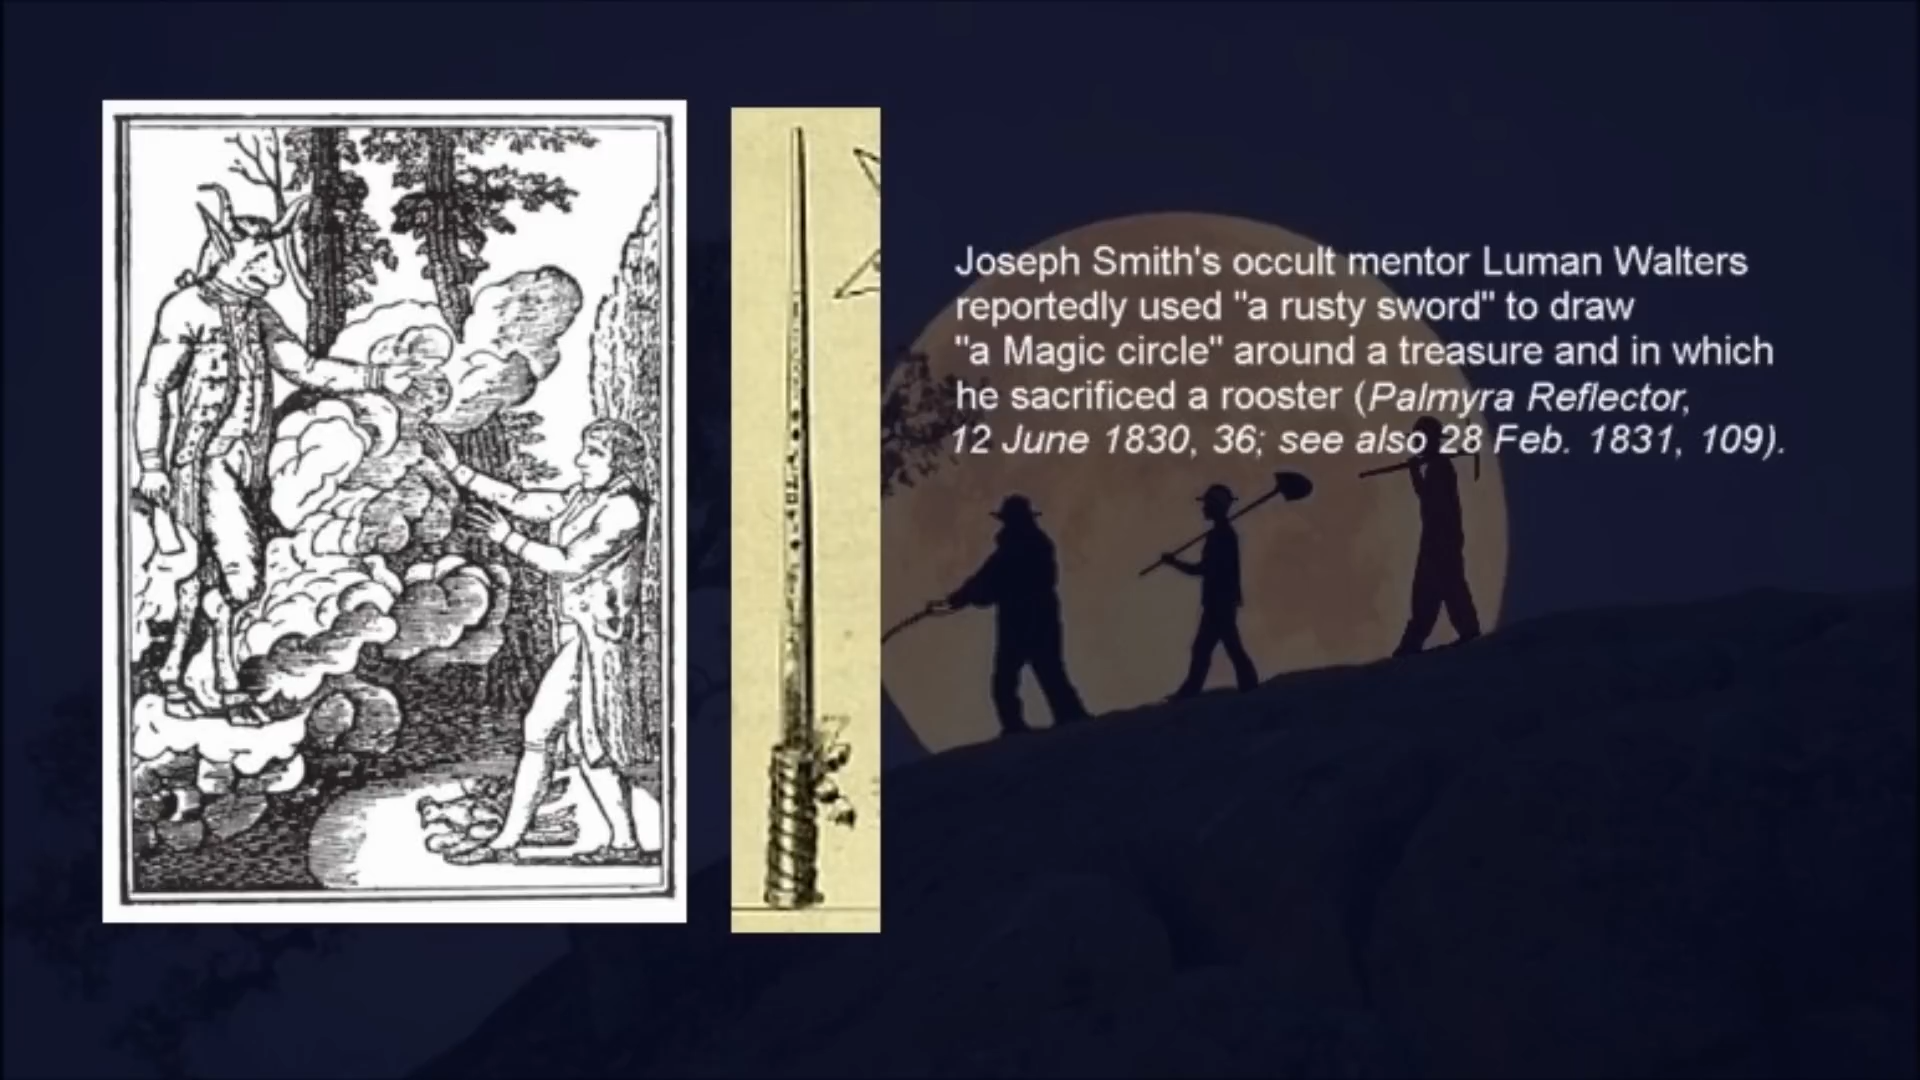 Joseph Smith's occult mentor Luman Walters
reportedly used "a rusty sword" to draw
"a Magic circle" around a treasure and in which
he sacrificed a rooster (Palmyra Reflector,
12 June 1830, 36; see also 28 Feb. 1831, 109).